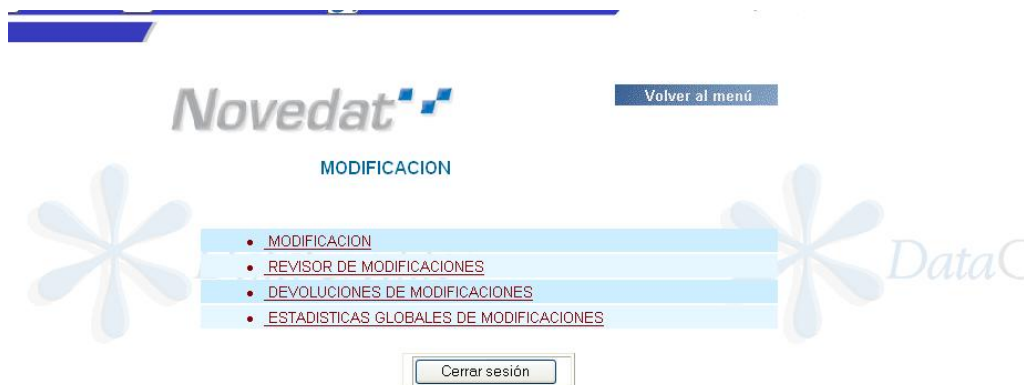 Novedat
Volver al menú
MODIFICACION
MODIFICACION
REVISOR DE MODIFICACIONES
DEVOLUCIONES DE MODIFICACIONES
ESTADISTICAS GLOBALES DE MODIFICACIONES
Cerrar sesión